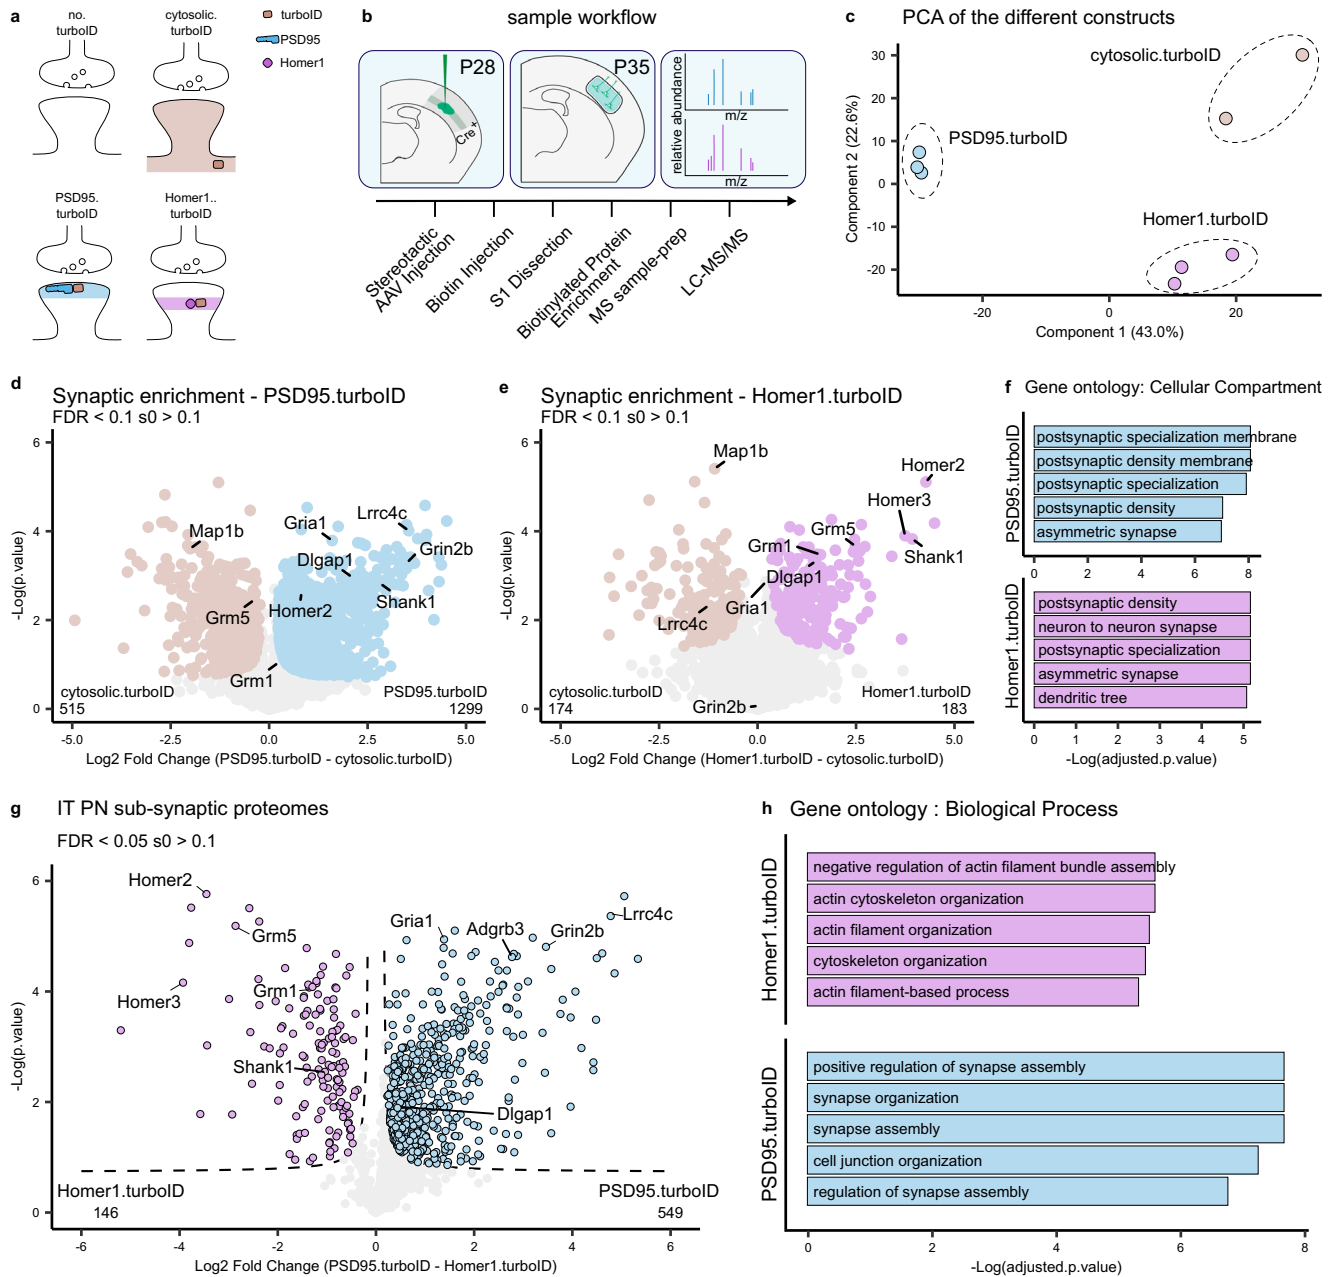 a
no.
turboID
cytosolic.
turboID
turboID
PSD95
Homer1
PSD95.
turboID
Homer1..
turboID
b
sample workflow
P28
Cre+
P35
relative abundance
m/z
m/z
Stereotactic
AAV Injection
Biotin Injection
S1 Dissection
Biotinylated Protein
Enrichment
MS sample-prep
LC-MS/MS
c
PCA of the different constructs
cytosolic.turboID
PSD95.turboID
Homer1.turboID
30
20
10
0
-10
-20
Component 2 (22.6%)
-20
0
20
Component 1 (43.0%)
d
Synaptic enrichment - PSD95.turboID
FDR < 0.1 s0 > 0.1
6
4
2
0
-Log(p.value)
Map1b
Gria1
Lrrc4c
Dlgap1
Grin2b
Grm5
Homer2
Shank1
Grm1
cytosolic.turboID
515
PSD95.turboID
1299
-5.0
-2.5
0.0
2.5
5.0
Log2 Fold Change (PSD95.turboID - cytosolic.turboID)
e
Synaptic enrichment - Homer1.turboID
FDR < 0.1 s0 > 0.1
6
4
2
0
-Log(p.value)
Map1b
Homer2
Homer3
Grm5
Grm1
Shank1
Dlgap1
Gria1
Lrrc4c
Grin2b
cytosolic.turboID
174
Homer1.turboID
183
-5.0
-2.5
0.0
2.5
5.0
Log2 Fold Change (Homer1.turboID - cytosolic.turboID)
f
Gene ontology: Cellular Compartment
PSD95.turboID
postsynaptic specialization membrane
postsynaptic density membrane
postsynaptic specialization
postsynaptic density
asymmetric synapse
0
2
4
6
8
Homer1.turboID
postsynaptic density
neuron to neuron synapse
postsynaptic specialization
asymmetric synapse
dendritic tree
0
1
2
3
4
5
-Log(adjusted.p.value)
g
IT PN sub-synaptic proteomes
FDR < 0.05 s0 > 0.1
6
4
2
0
-Log(p.value)
Homer2
Grm5
Homer3
Grm1
Shank1
Gria1
Adgrb3
Grin2b
Lrrc4c
Dlgap1
Homer1.turboID
146
PSD95.turboID
549
-6
-4
-2
0
2
4
6
Log2 Fold Change (PSD95.turboID - Homer1.turboID)
h
Gene ontology : Biological Process
Homer1.turboID
negative regulation of actin filament bundle assembly
actin cytoskeleton organization
actin filament organization
cytoskeleton organization
actin filament-based process
PSD95.turboID
positive regulation of synapse assembly
synapse organization
synapse assembly
cell junction organization
regulation of synapse assembly
0
2
4
6
8
-Log(adjusted.p.value)